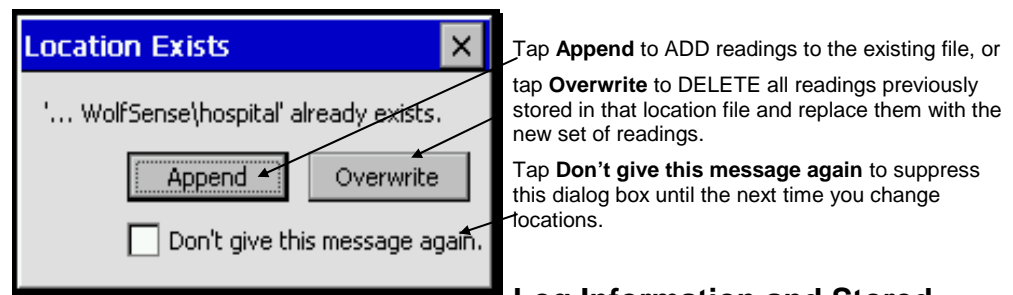 Location Exists
'... WolfSense\hospital' already exists.
Append Overwrite
Don't give this message again.
Tap Append to ADD readings to the existing file, or
tap Overwrite to DELETE all readings previously
stored in that location file and replace them with the
new set of readings.
Tap Don’t give this message again to suppress
this dialog box until the next time you change
locations.
Log Information and Stored